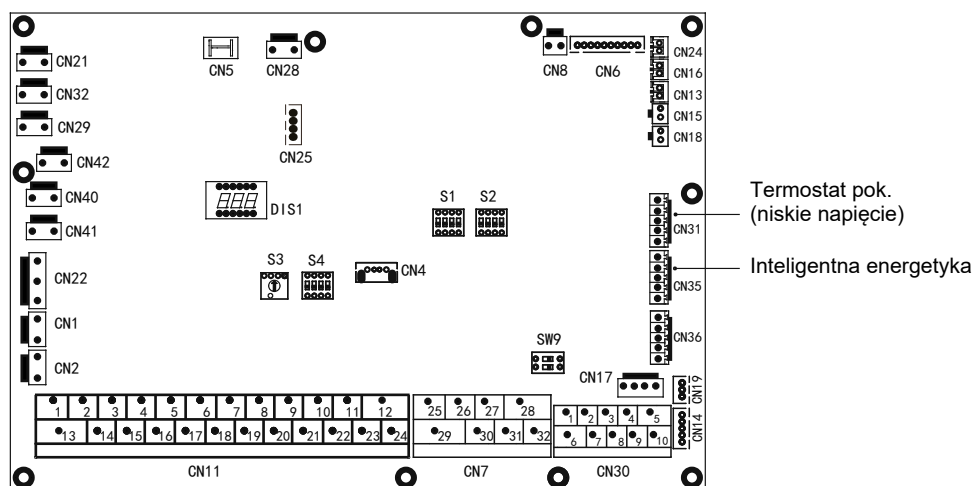 CN21
CN5
CN28
CN8
CN6
CN24
CN16
CN32
CN13
CN15
CN29
CN18
CN25
CN42
CN40
DIS1
S1
S2
Termostat pok.
(niskie napięcie)
CN31
CN41
CN22
S3
S4
CN4
Inteligentna energetyka
CN35
CN1
SW9
CN36
CN2
CN17
CN19
1 2 3 4 5 6 7 8 9 10 11 12
25 26 27 28
1 2 3 4 5
CN14
13 14 15 16 17 18 19 20 21 22 23 24
29 30 31 32
6 7 8 9 10
CN11
CN7
CN30